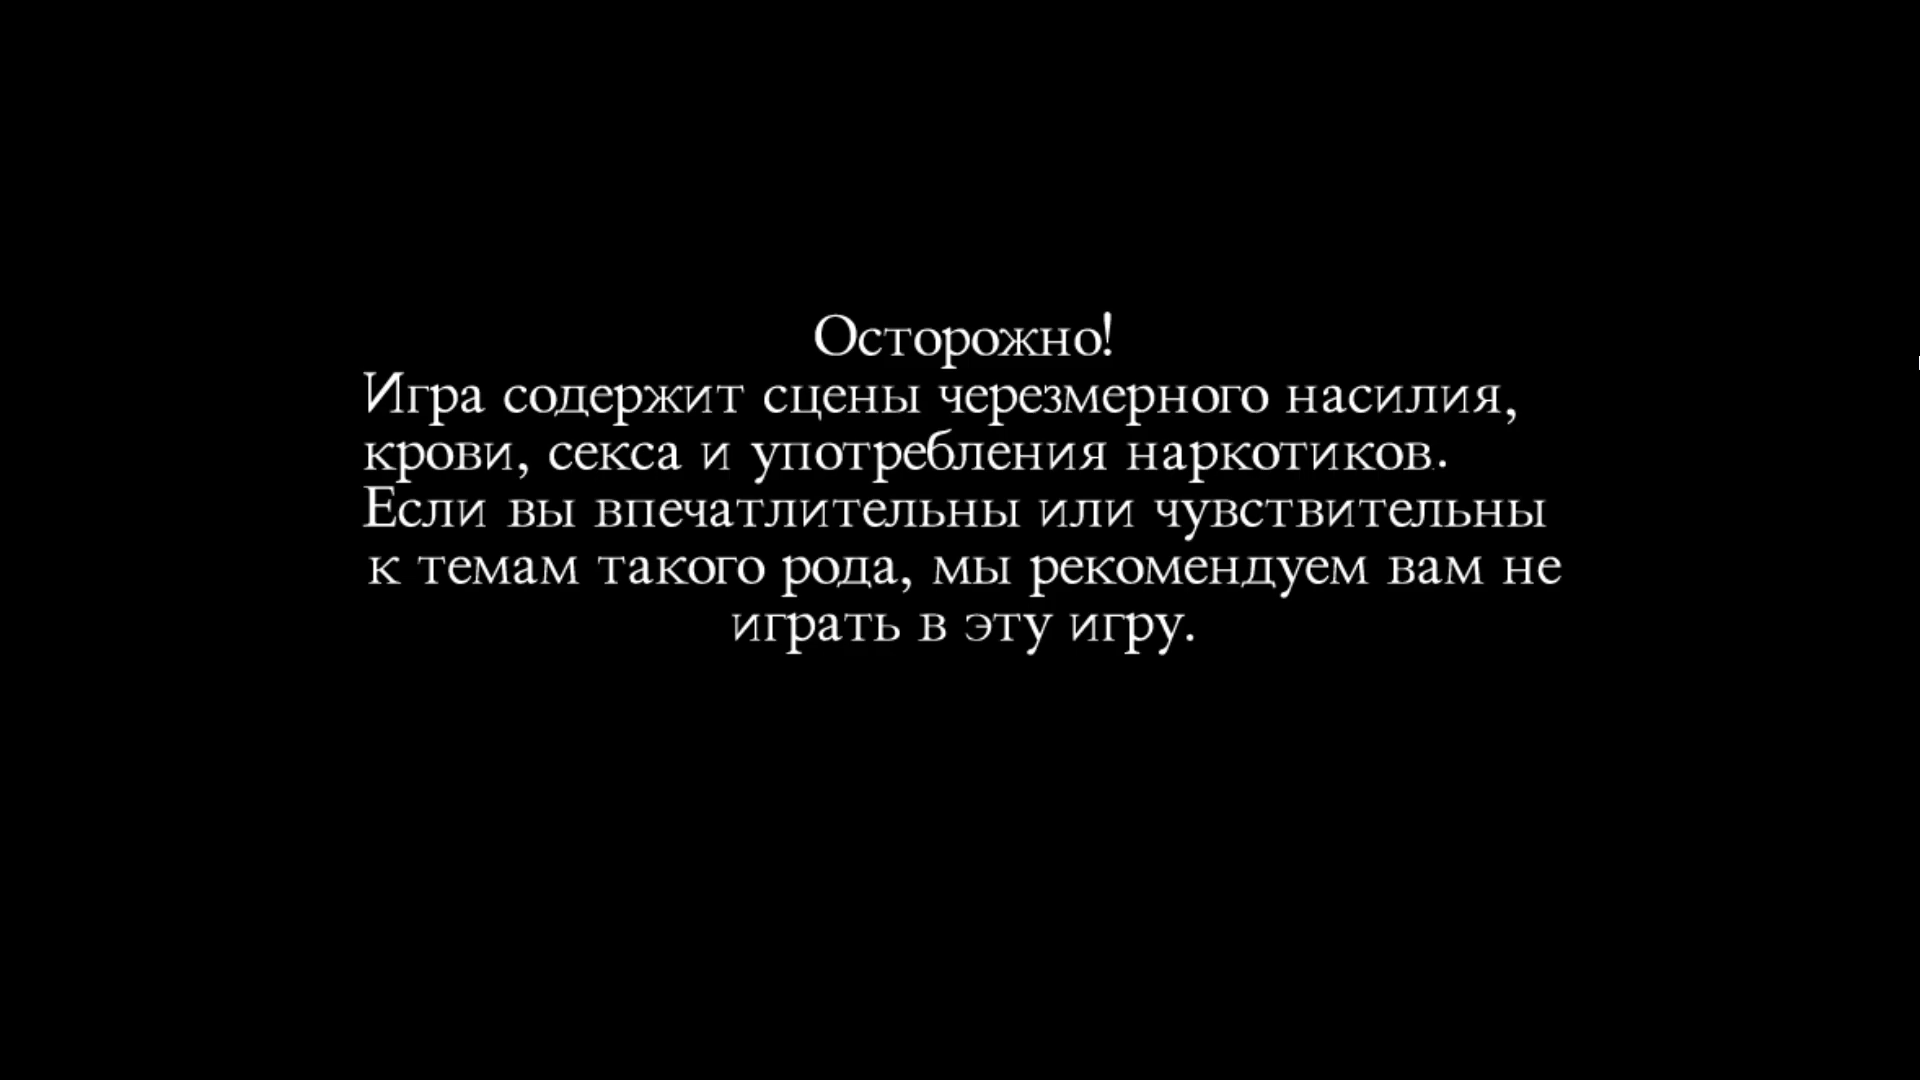 Осторожно!
Игра содержит сцены черезмерного насилия,
крови, секса и употребления наркотиков.
Если вы впечатлительны или чувствительны
к темам такого рода, мы рекомендуем вам не
играть в эту игру.